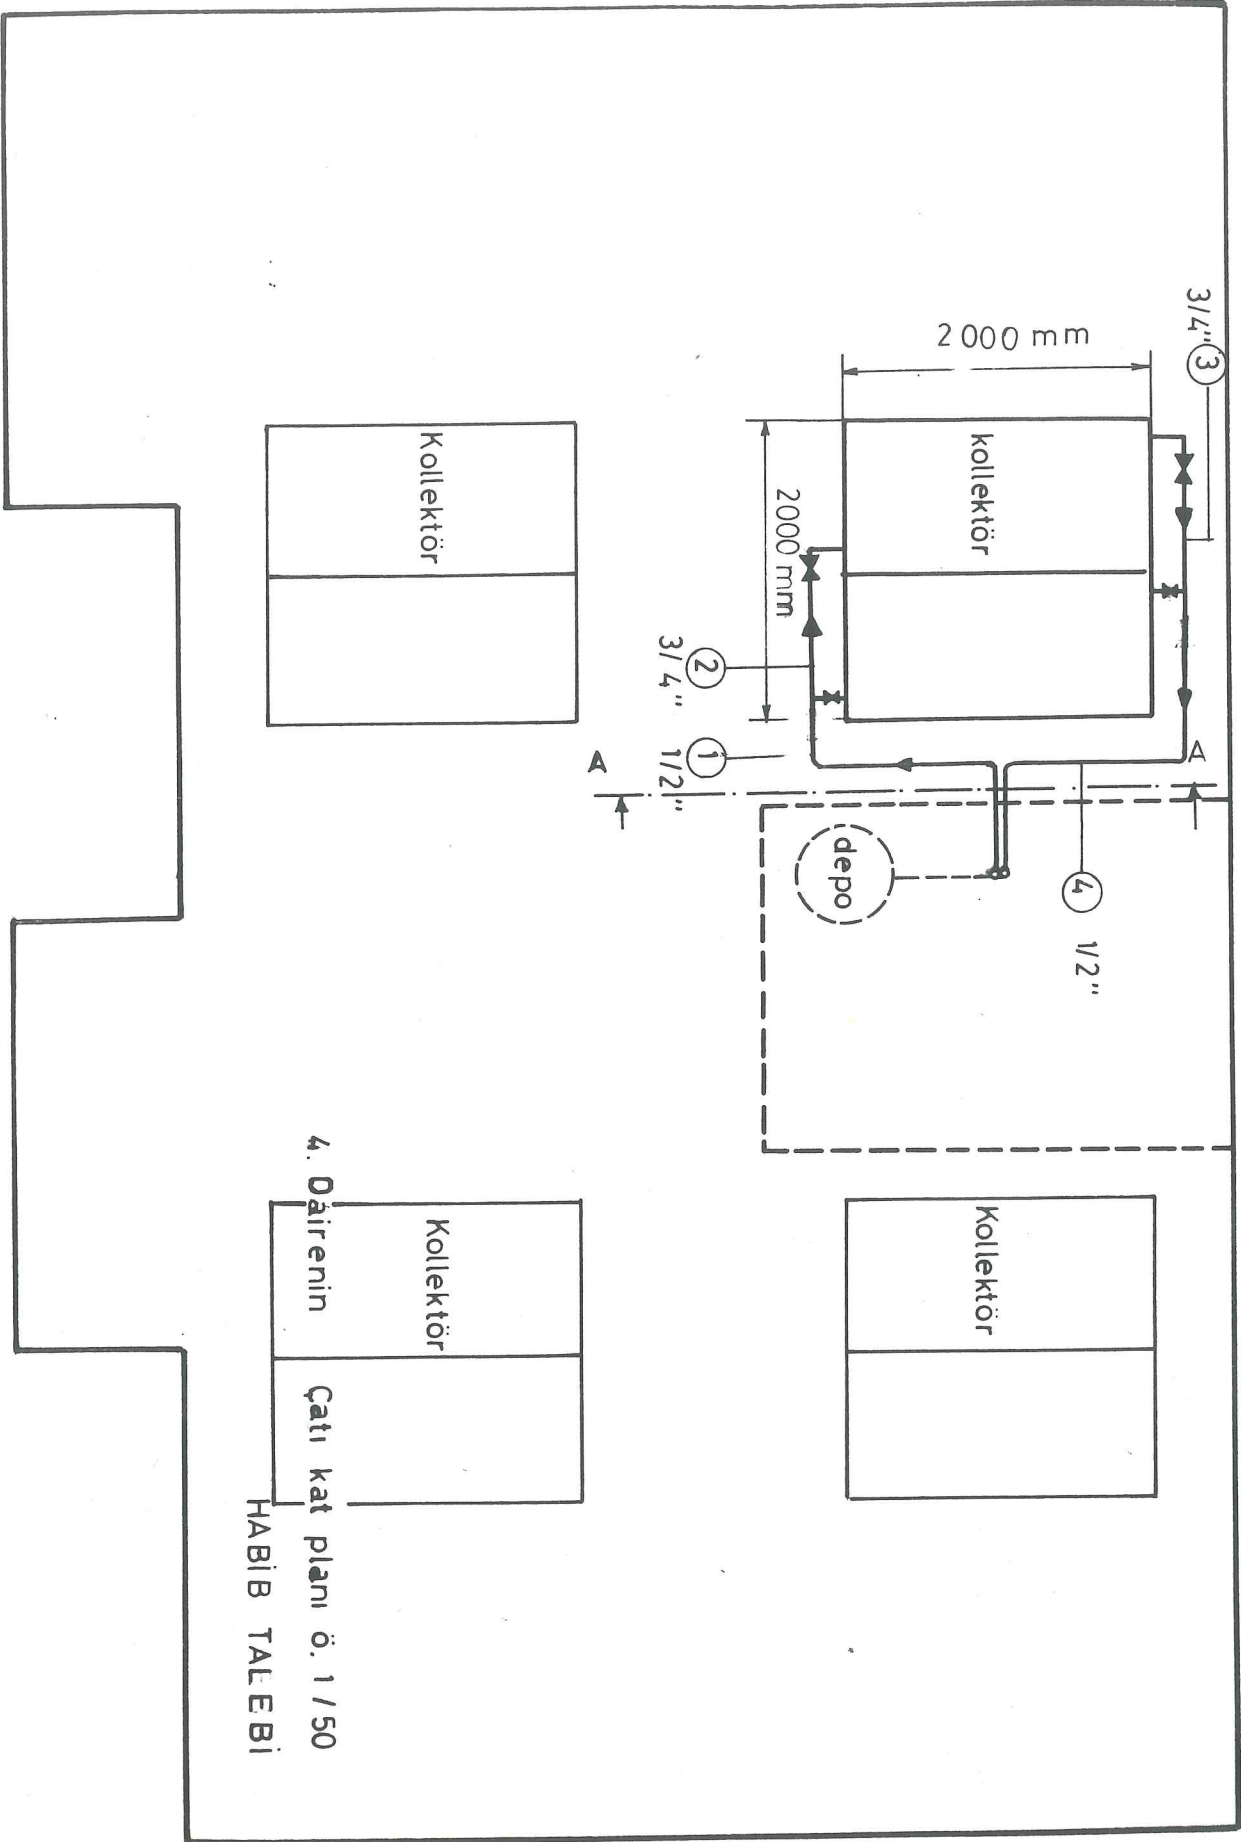 3/4" 3
2000 mm
kollektör
2000 mm
2
3/4"
1
1/2"
A
A
depo
4
1/2"
Kollektör
Kollektör
Kollektör
4. Dairenin Çatı kat planı ö. 1/50
HABİB TALEBİ